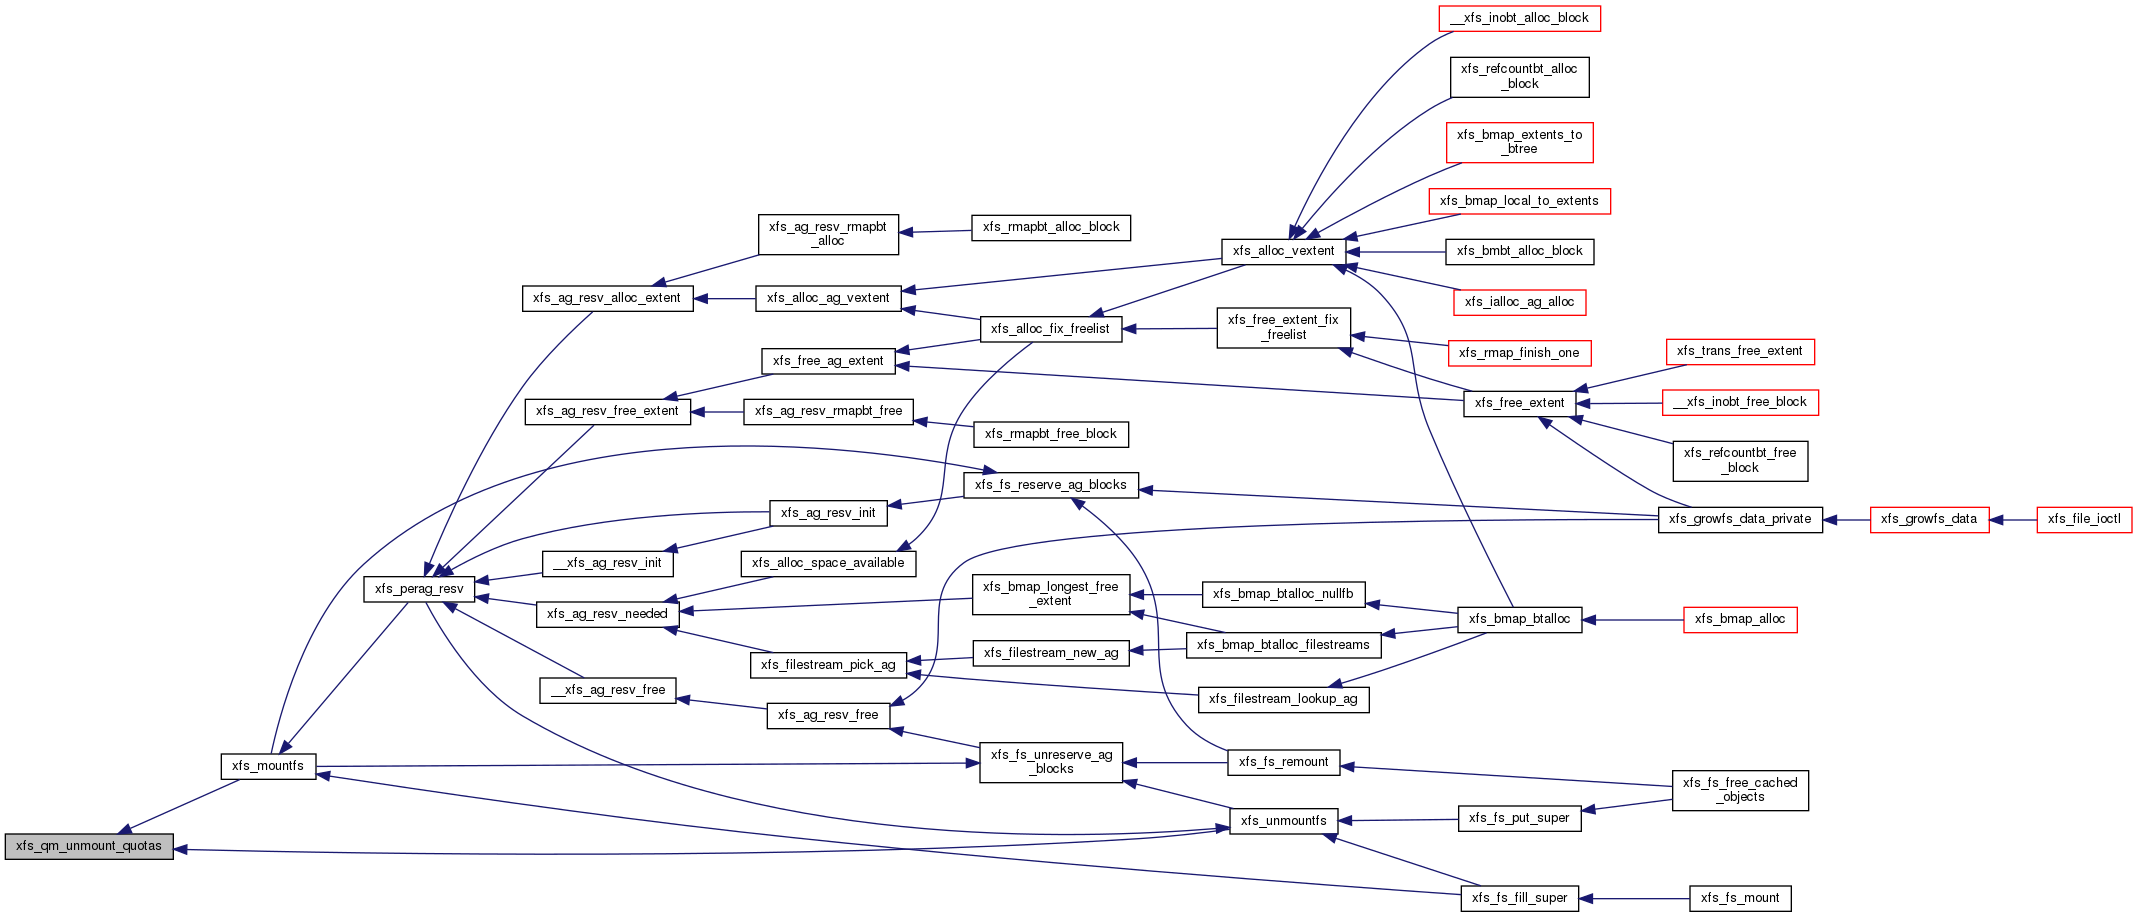 __xfs_inobt_alloc_block
xfs_refcountbt_alloc
_block
xfs_bmap_extents_to
_btree
xfs_bmap_local_to_extents
xfs_ag_resv_rmapbt
_alloc
xfs_rmapbt_alloc_block
xfs_alloc_vextent
xfs_bmbt_alloc_block
xfs_ag_resv_alloc_extent
xfs_alloc_ag_vextent
xfs_ialloc_ag_alloc
xfs_alloc_fix_freelist
xfs_free_extent_fix
_freelist
xfs_rmap_finish_one
xfs_trans_free_extent
xfs_free_ag_extent
xfs_ag_resv_free_extent
xfs_ag_resv_rmapbt_free
xfs_free_extent
__xfs_inobt_free_block
xfs_rmapbt_free_block
xfs_refcountbt_free
_block
xfs_fs_reserve_ag_blocks
xfs_ag_resv_init
xfs_growfs_data_private
xfs_growfs_data
xfs_file_ioctl
__xfs_ag_resv_init
xfs_alloc_space_available
xfs_perag_resv
xfs_bmap_longest_free
_extent
xfs_bmap_btalloc_nullfb
xfs_ag_resv_needed
xfs_bmap_btalloc
xfs_bmap_alloc
xfs_bmap_btalloc_filestreams
xfs_filestream_pick_ag
xfs_filestream_new_ag
__xfs_ag_resv_free
xfs_filestream_lookup_ag
xfs_ag_resv_free
xfs_mountfs
xfs_fs_unreserve_ag
_blocks
xfs_fs_remount
xfs_fs_free_cached
_objects
xfs_unmountfs
xfs_fs_put_super
xfs_qm_unmount_quotas
xfs_fs_fill_super
xfs_fs_mount